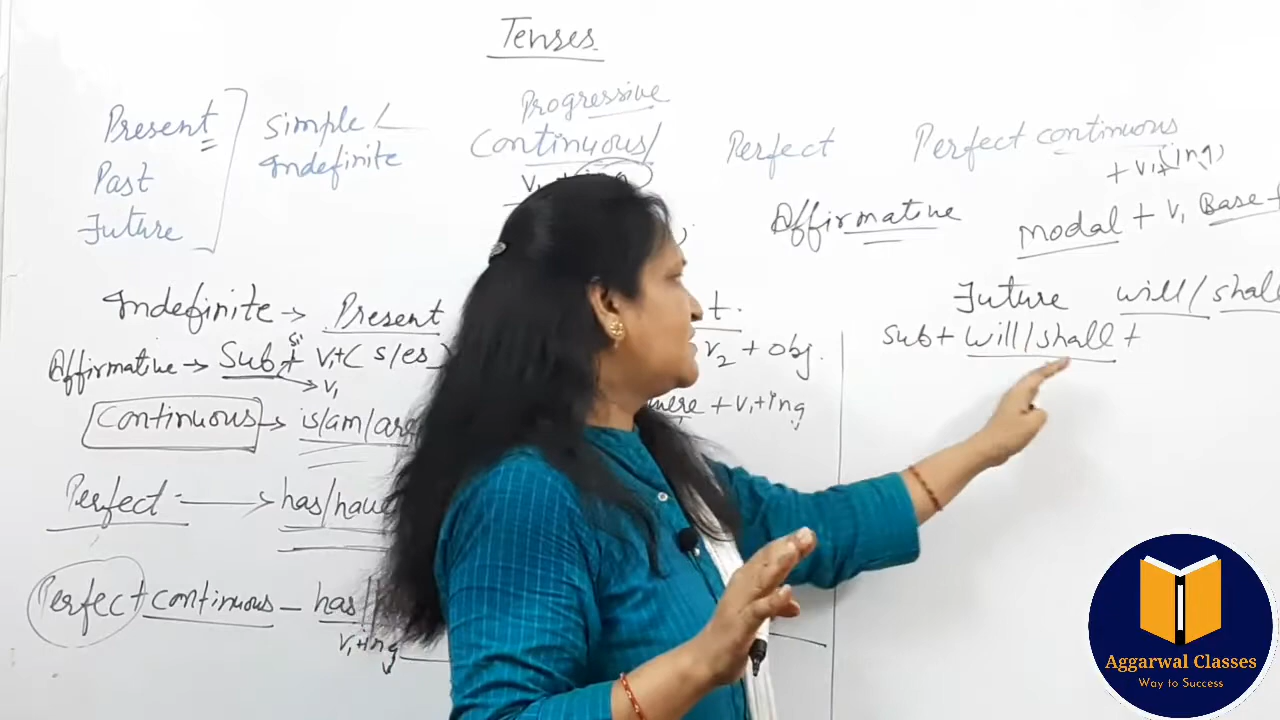 Tenses
Present
Past
Future
Simple/
Indefinite
Progressive
Continuous/
V1 + ing
Perfect
Perfect continuous
+ V1+(ing)
Affirmative
Modal + V1 Base +
Indefinite → Present
Affirmative → Sub + V1+( s/es)
V1
t.
V2 + obj.
Continuous → is/am/are
were + V1+ing
Perfect → has/have
Perfect continuous – has/
V1+ing
Future will/shall
Sub + will/shall +
Aggarwal Classes
Way to Success